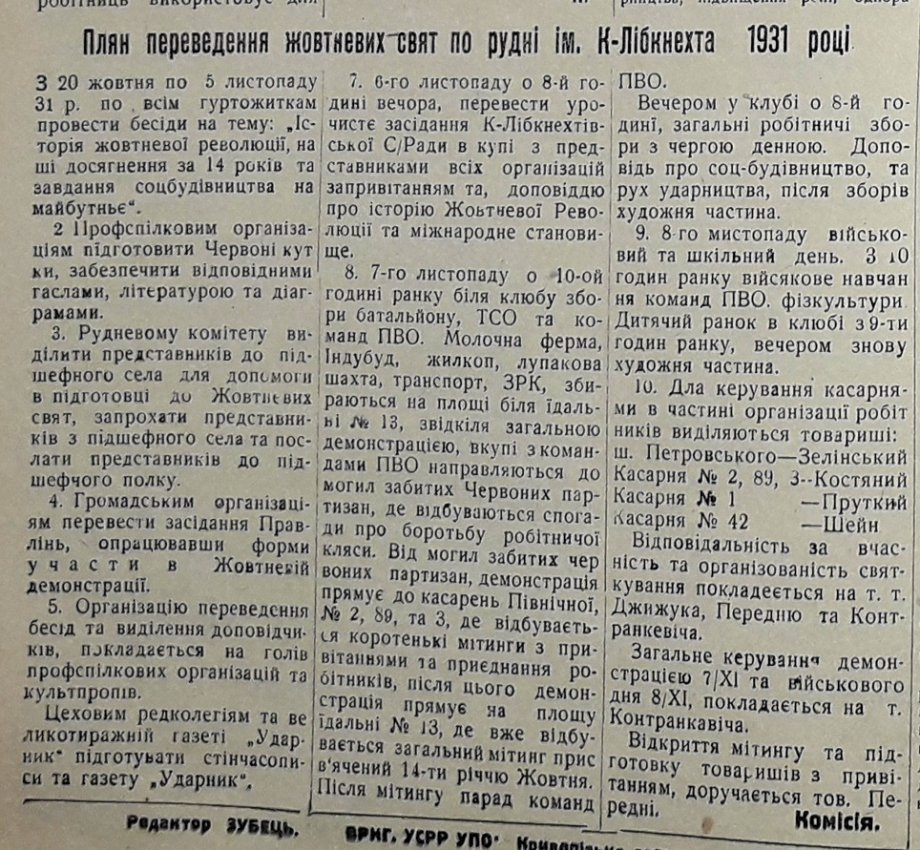 Плян переведення жовтневих свят по рудні ім. К-Лібкнехта 1931 році
З 20 жовтня по 5 листопаду
31 р. по всім гуртожиткам
провести бесіди на тему: „Іс-
торія жовтневої революції, на
ші досягнення за 14 років та
завдання соцбудівництва на
майбутнє“.
2 Профспілковим організа-
ціям підготовити Червоні кут
ки, забезпечити відповідними
гаслами, літературою та діаг-
рамами.
3. Рудневому комітету ви-
ділити представників до під-
шефного села для допомоги
в підготовці до Жовтневих
свят, запрохати представни-
ків з підшефного села та пос-
лати представників до під-
шефчого полку.
4. Громадським організаці-
ям перевести засідання Прав-
лінь, опрацювавши форми
участи в Жовтневій
демонстрації.
5. Організацію переведення
бесід та виділення доповідчи-
ків, покладається на голів
профспілкових організацій та
культпропів.
Цеховим редколегіям та ве
ликотиражній газеті „Удар-
ник“ підготувати стінчасопи-
си та газету „Ударник“.
7. 6-го листопаду о 8-й го-
дині вечора, перевести уро-
чистє засідання К-Лібкнехтів-
ської С/Ради в купі з пред-
ставниками всіх організацій
запривітанням та, доповіддю
про історію Жовтневої Рево-
люції та міжнародне станови-
ще.
8. 7-го листопаду о 10-ой
годині ранку біля клюбу збо-
ри батальйону, ТСО та ко-
манд ПВО. Молочна ферма,
Індубуд, жилкоп, лупакова
шахта, транспорт, ЗРК, зби-
раються на площі біля їдаль-
ні № 13, звідкіля загальною
демонстрацією, вкупі з коман-
дами ПВО направляються до
могил забитих Червоних пар-
тизан, де відбуваються спога-
ди про боротьбу робітничої
кляси. Від могил забитих чер
воних партизан, демонстрація
прямує до касарень Північної,
№ 2, 89, та 3, де відбуваєть-
ся коротенькі мітинги з при-
вітаннями та приєднання ро-
бітників, після цього демон-
страція прямує на площу
їдальні № 13, де вже відбу-
вається загальний мітинг прис
в'ячений 14-ти річчю Жовтня.
Після мітингу парад команд
ПВО.
Вечером у клубі о 8-й го-
дині, загальні робітничі збо-
ри з чергою денною. Допо-
відь про соц-будівництво, та
рух ударництва, після зборів
художня частина.
9. 8-го мистопаду військо-
вий та шкільний день. З 10
годин ранку війсякове навчан
ня команд ПВО. фізкультури
Дитячий ранок в клюбі з 9-ти
годин ранку, вечером знову
художня частина.
10. Дла керування касарня-
ми в частині організації робіт
ників виділяються товариші:
ш. Петровського—Зелінський
Касарня № 2, 89, 3--Костяний
Касарня № 1 —Пруткий
Касарня № 42 —Шейн
Відповідальність за вчас-
ність та організованість свят-
кування покладеється на т. т.
Джижука, Передню та Конт-
ранкевіча.
Загальне керування демон-
страцією 7/XI та військового
дня 8/XI, покладається на т.
Контранкавіча.
Відкриття мітингу та під-
готовку товаришів з приві-
танням, доручається тов. Пе-
редні.
Комісія.
Редактор ЗУБЕЦЬ.
УСРР УПО